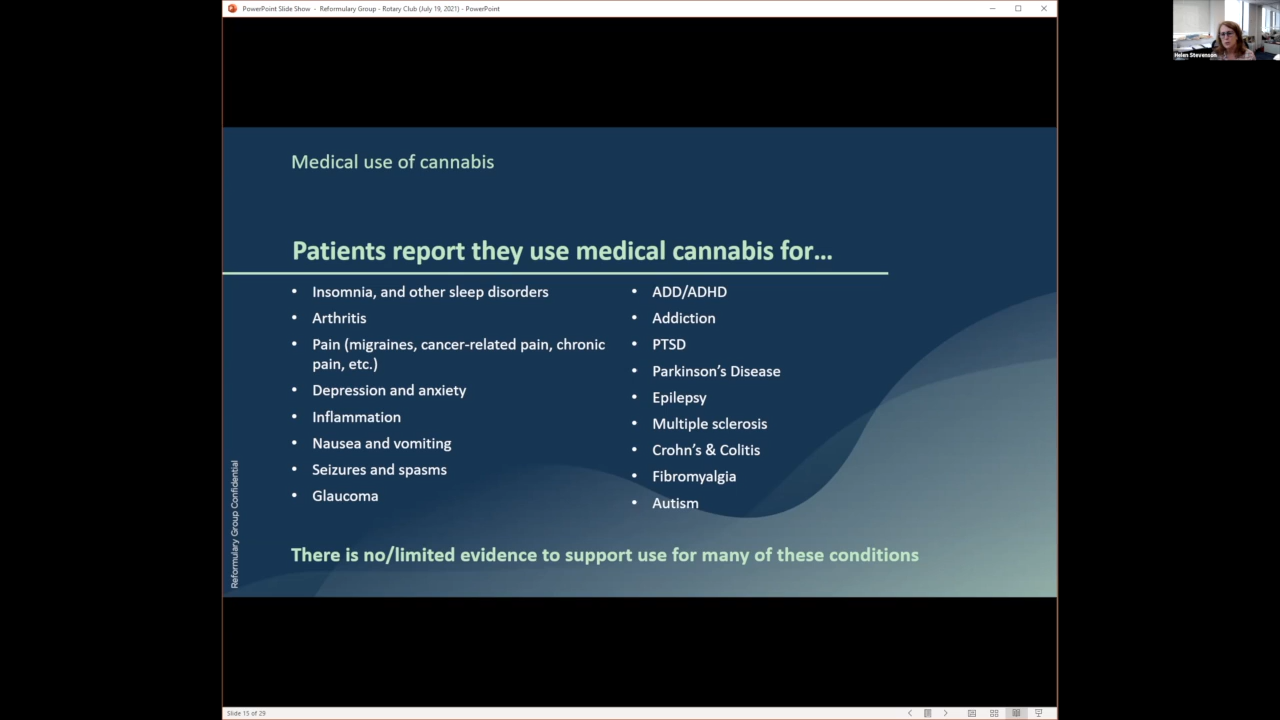 PowerPoint Slide Show - Reformulary Group - Rotary Club (July 19, 2021) - PowerPoint
Helen Stevenson
Medical use of cannabis
Patients report they use medical cannabis for...
• Insomnia, and other sleep disorders
• Arthritis
• Pain (migraines, cancer-related pain, chronic
pain, etc.)
• Depression and anxiety
• Inflammation
• Nausea and vomiting
• Seizures and spasms
• Glaucoma
• ADD/ADHD
• Addiction
• PTSD
• Parkinson's Disease
• Epilepsy
• Multiple sclerosis
• Crohn's & Colitis
• Fibromyalgia
• Autism
There is no/limited evidence to support use for many of these conditions
Reformulary Group Confidential
Slide 15 of 29